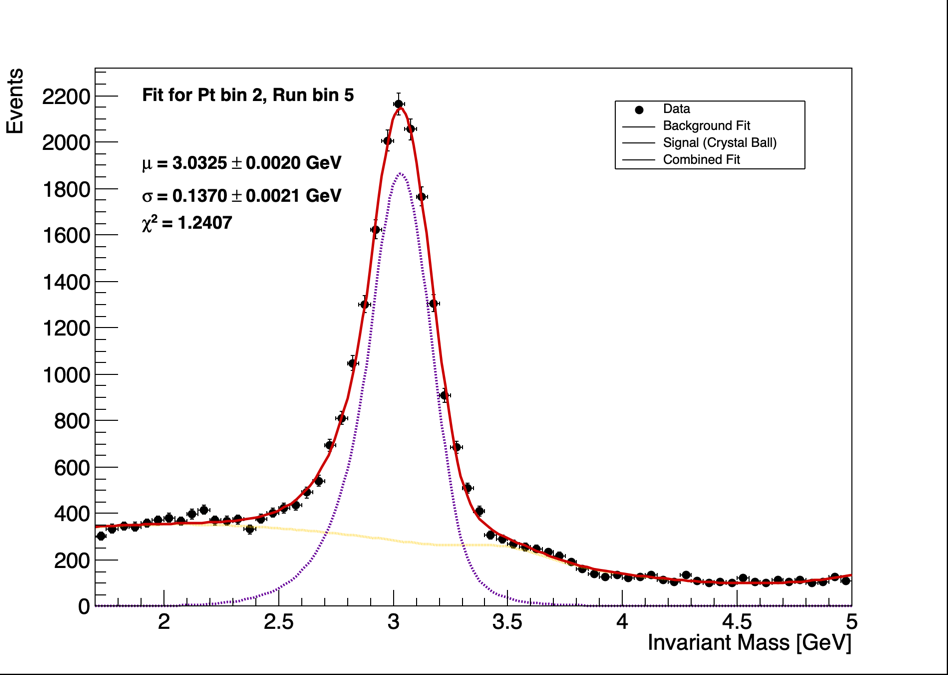 Events
2200
2000
1800
1600
1400
1200
1000
800
600
400
200
0
Fit for Pt bin 2, Run bin 5
μ = 3.0325 ± 0.0020 GeV
σ = 0.1370 ± 0.0021 GeV
χ² = 1.2407
Data
Background Fit
Signal (Crystal Ball)
Combined Fit
2 2.5 3 3.5 4 4.5 5
Invariant Mass [GeV]